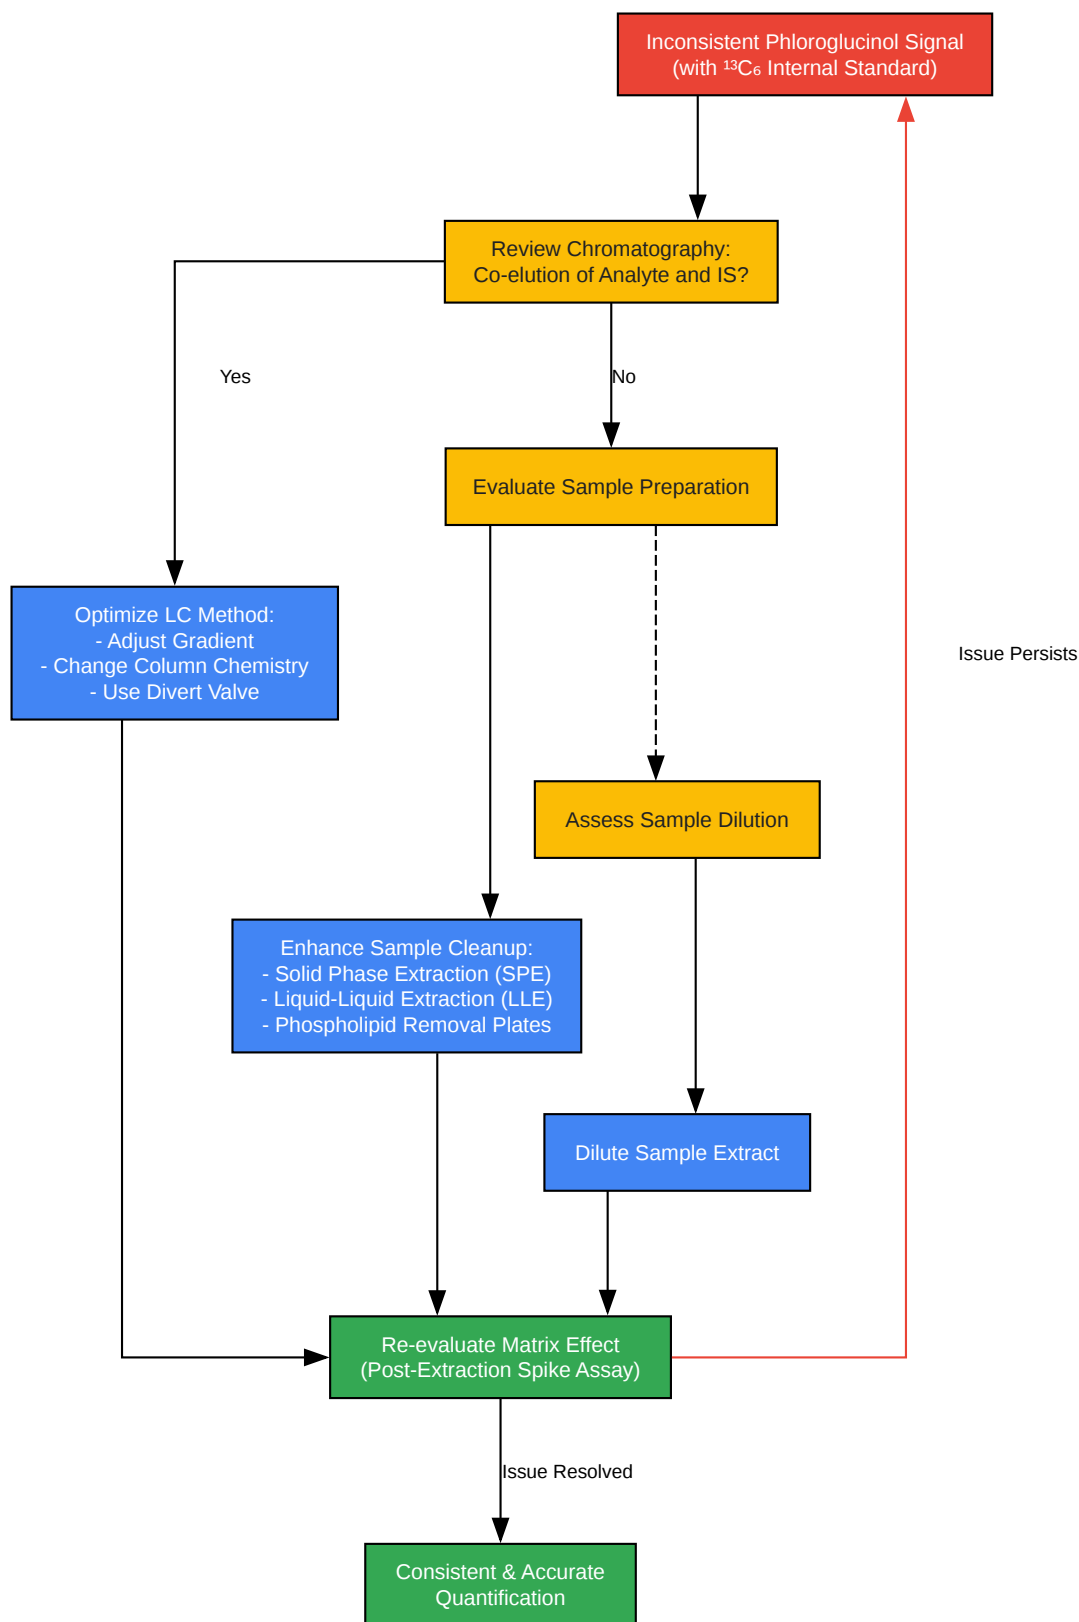 Inconsistent Phloroglucinol Signal
(with ¹³C₆ Internal Standard)
Review Chromatography:
Co-elution of Analyte and IS?
Yes
No
Evaluate Sample Preparation
Optimize LC Method:
- Adjust Gradient
- Change Column Chemistry
- Use Divert Valve
Issue Persists
Assess Sample Dilution
Enhance Sample Cleanup:
- Solid Phase Extraction (SPE)
- Liquid-Liquid Extraction (LLE)
- Phospholipid Removal Plates
Dilute Sample Extract
Re-evaluate Matrix Effect
(Post-Extraction Spike Assay)
Issue Resolved
Consistent & Accurate
Quantification